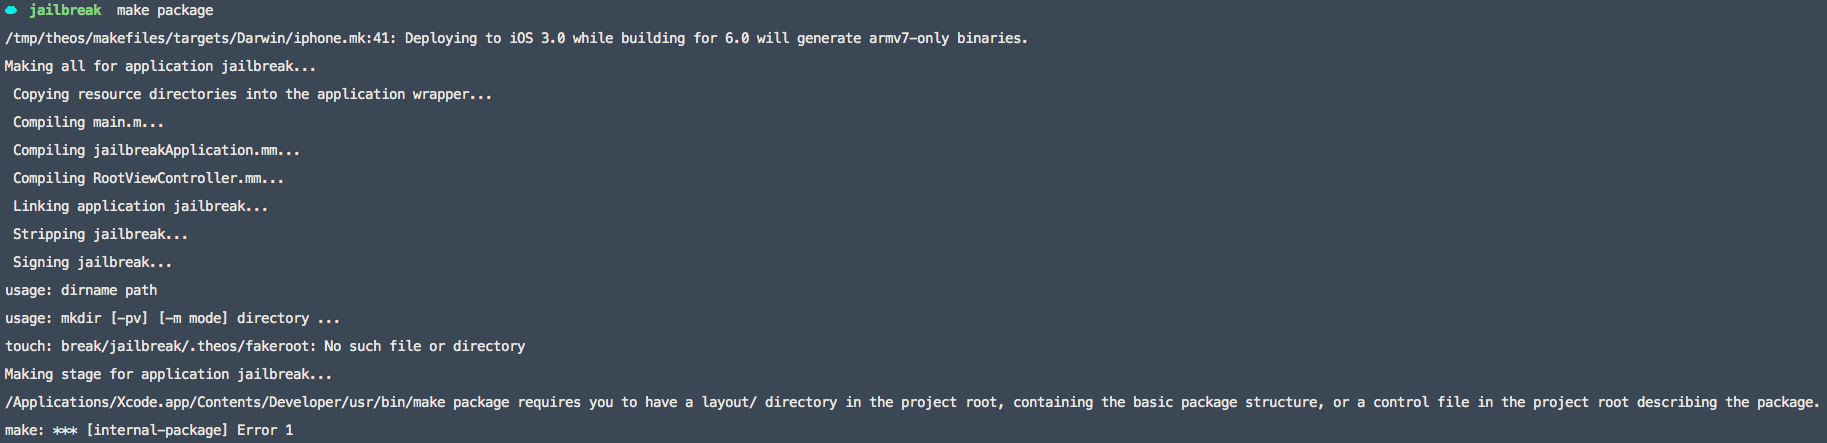 jailbreak make package
/tmp/theos/makefiles/targets/Darwin/iphone.mk:41: Deploying to iOS 3.0 while building for 6.0 will generate armv7-only binaries.
Making all for application jailbreak...
Copying resource directories into the application wrapper...
Compiling main.m...
Compiling jailbreakApplication.mm...
Compiling RootViewController.mm...
Linking application jailbreak...
Stripping jailbreak...
Signing jailbreak...
usage: dirname path
usage: mkdir [-pv] [-m mode] directory ...
touch: break/jailbreak/.theos/fakeroot: No such file or directory
Making stage for application jailbreak...
/Applications/Xcode.app/Contents/Developer/usr/bin/make package requires you to have a layout/ directory in the project root, containing the basic package structure, or a control file in the project root describing the package.
make: *** [internal-package] Error 1